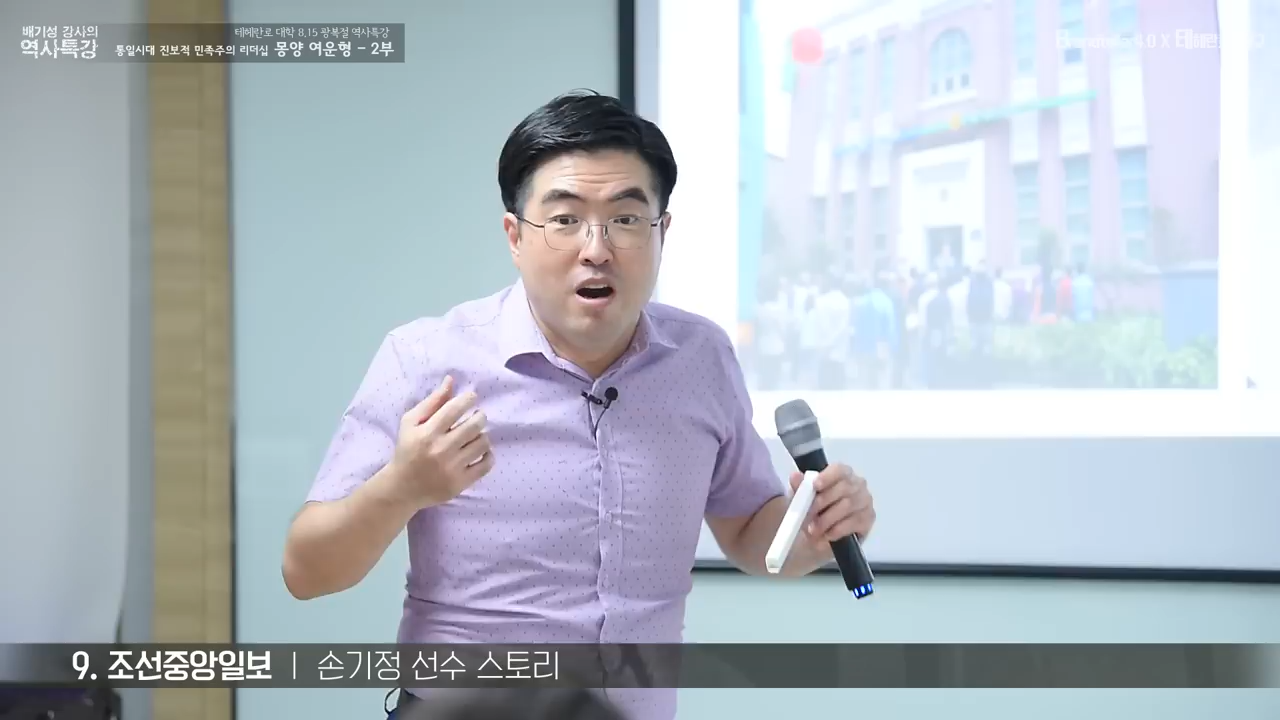 배기성 강사의
역사특강
테헤란로 대학 8.15 광복절 역사특강
통일시대 진보적 민족주의 리더십 몽양 여운형 - 2부
9. 조선중앙일보 | 손기정 선수 스토리